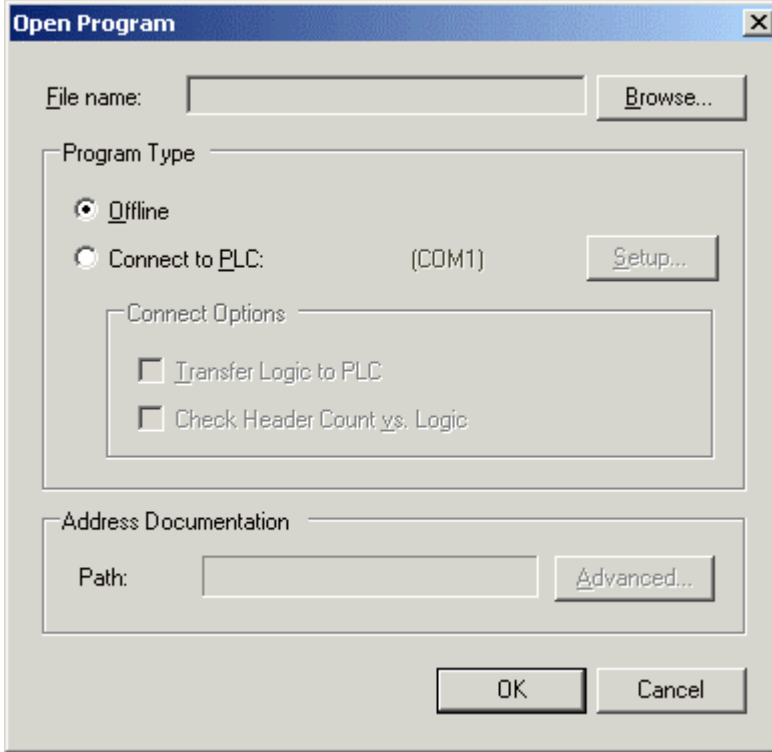 Open Program
File name: Browse...
Program Type
Offline
Connect to PLC: (COM1) Setup...
Connect Options
Transfer Logic to PLC
Check Header Count vs. Logic
Address Documentation
Path: Advanced...
OK Cancel